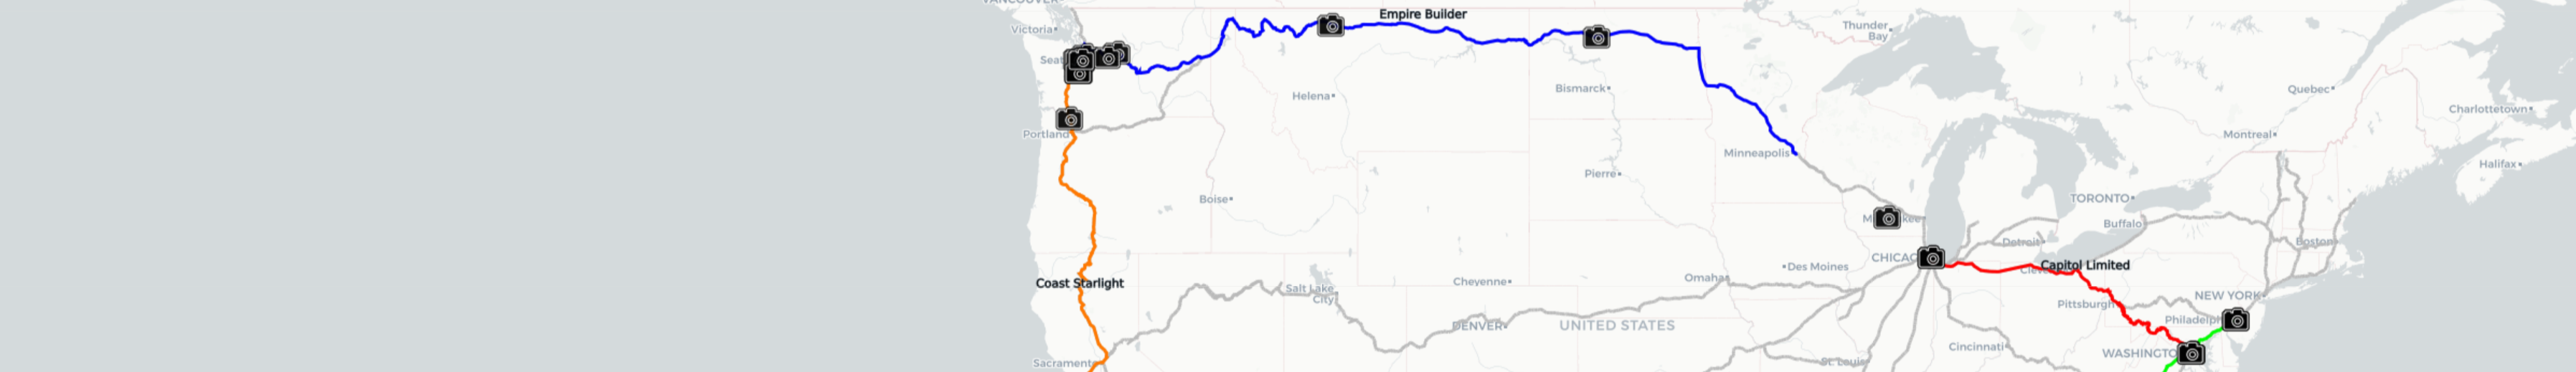 VANCOUVER
Empire Builder
Victoria
Thunder
Bay
Seat
Helena
Bismarck
Quebec
Charlottetown
Portland
Montreal
Minneapolis
Halifax
Pierre
Boise
TORONTO
M kee
Buffalo
Detroit
Boston
CHICAG
Capitol Limited
Cleve
Des Moines
Omaha
Coast Starlight
Cheyenne
Salt Lake
City
NEW YORK
Pittsburgh
Philadelph
DENVER
UNITED STATES
Cincinnati
WASHINGTO
Sacramento
St. Louis